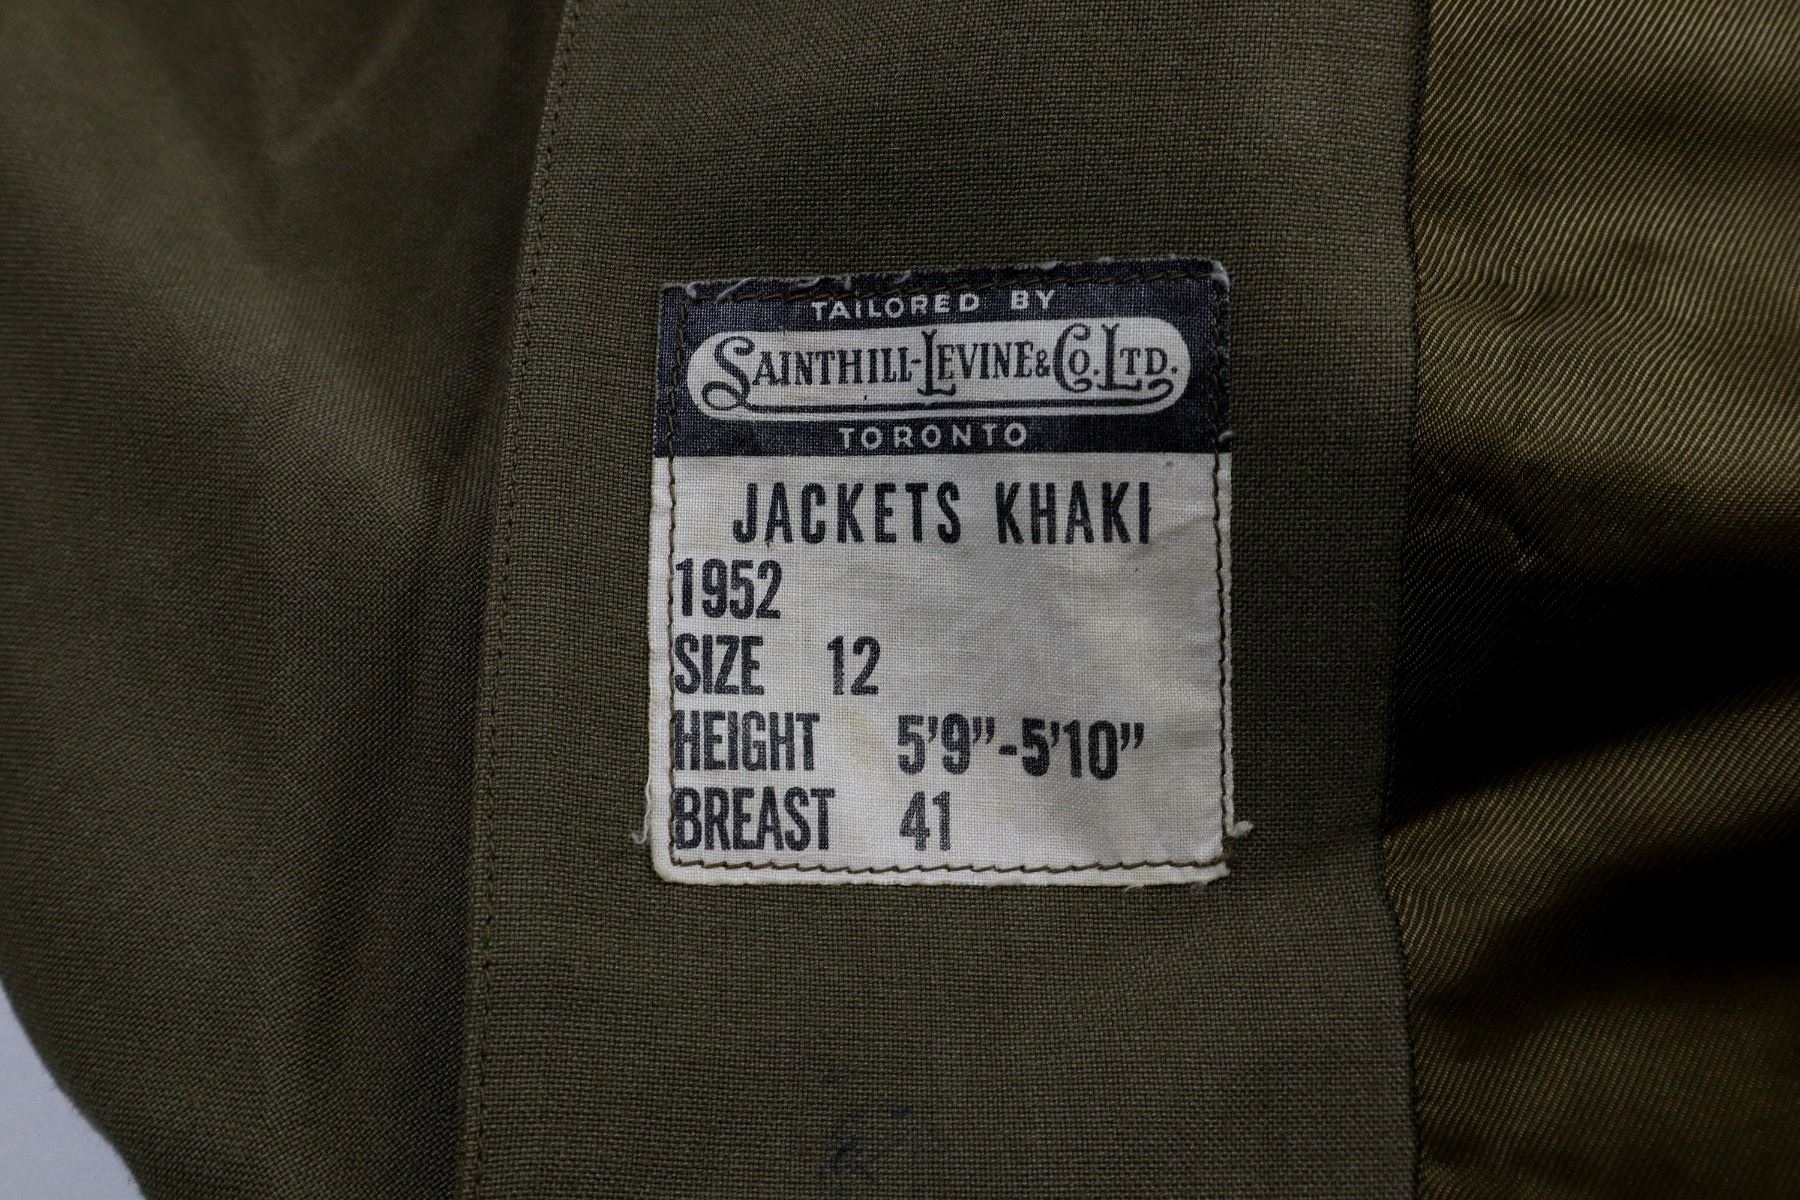 TAILORED BY
SAINTHILL-LEVINE & CO. LTD.
TORONTO
JACKETS KHAKI
1952
SIZE 12
HEIGHT 5'9"-5'10"
BREAST 41